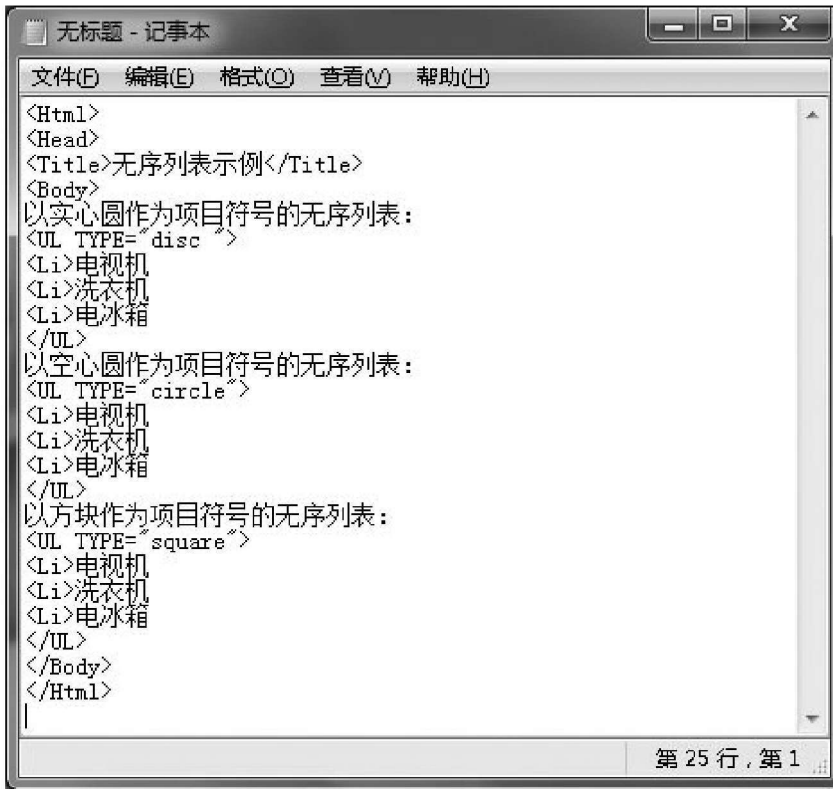 无标题 - 记事本
文件(F) 编辑(E) 格式(O) 查看(V) 帮助(H)
<Html>
<Head>
<Title>无序列表示例</Title>
<Body>
以实心圆作为项目符号的无序列表：
<UL TYPE="disc ">
<Li>电视机
<Li>洗衣机
<Li>电冰箱
</UL>
以空心圆作为项目符号的无序列表：
<UL TYPE="circle">
<Li>电视机
<Li>洗衣机
<Li>电冰箱
</UL>
以方块作为项目符号的无序列表：
<UL TYPE="square">
<Li>电视机
<Li>洗衣机
<Li>电冰箱
</UL>
</Body>
</Html>
第 25 行，第 1